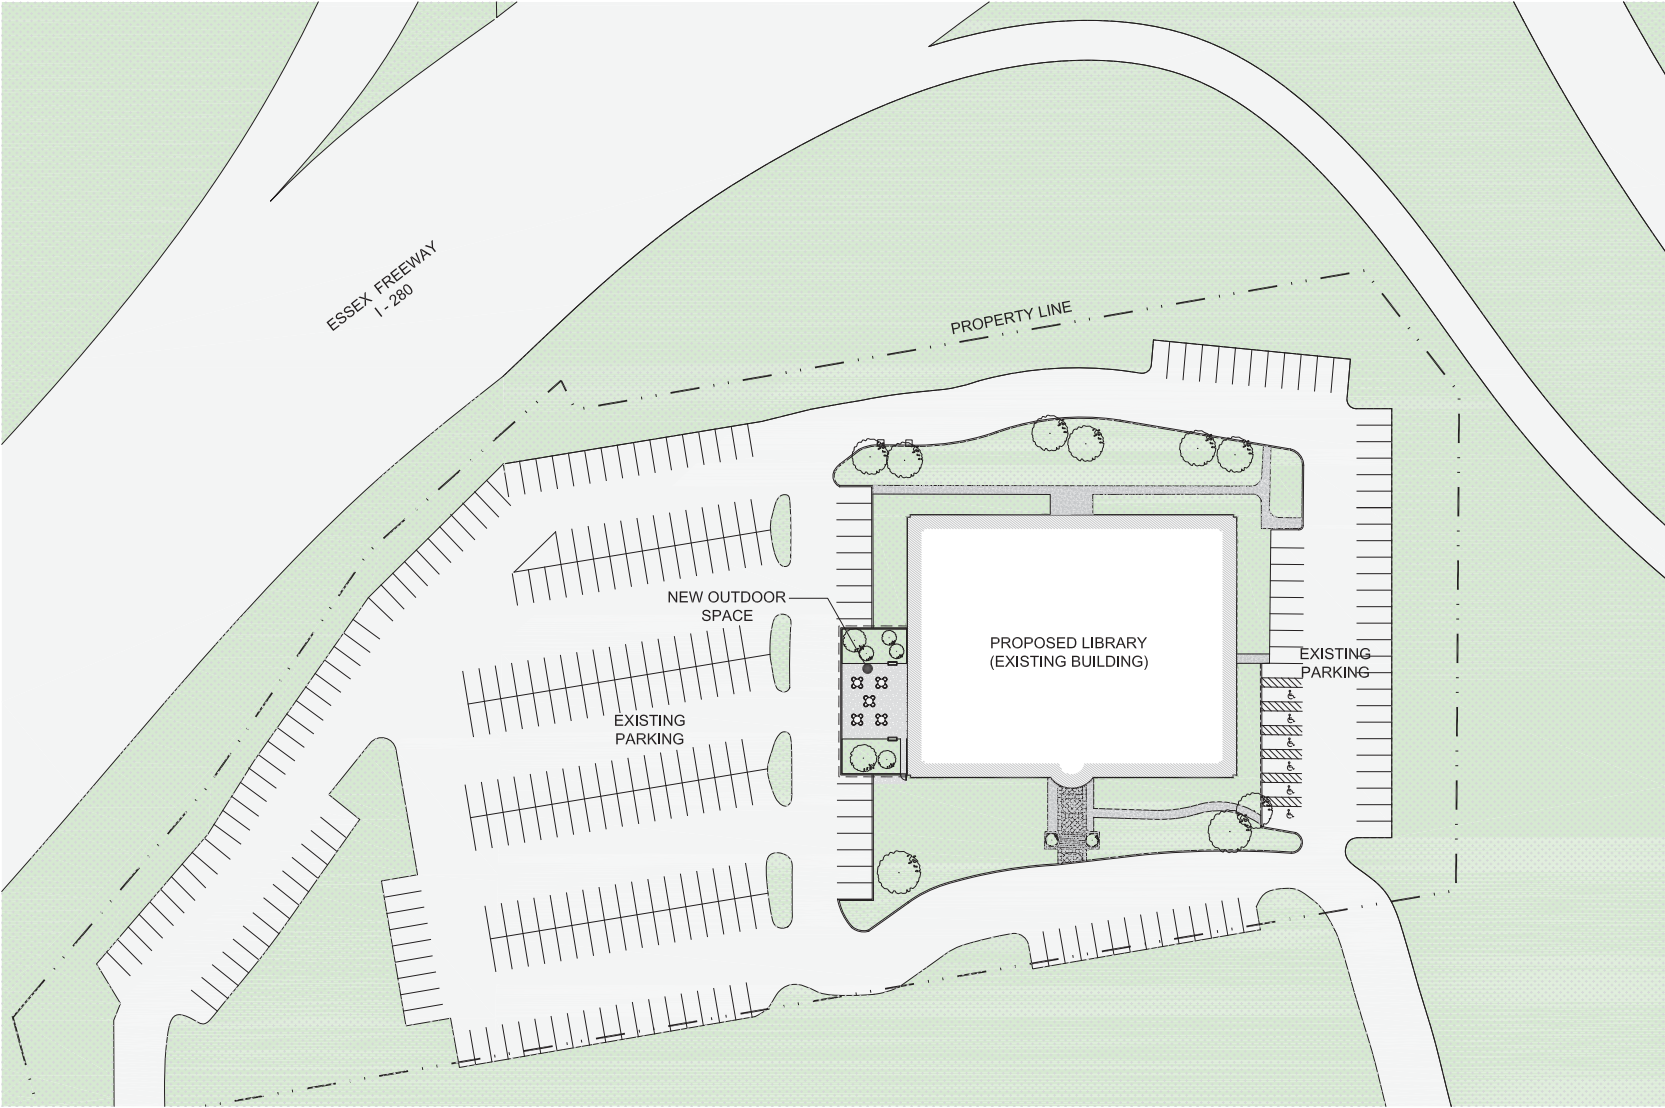 ESSEX FREEWAY
I - 280
PROPERTY LINE
NEW OUTDOOR
SPACE
PROPOSED LIBRARY
(EXISTING BUILDING)
EXISTING
PARKING
EXISTING
PARKING